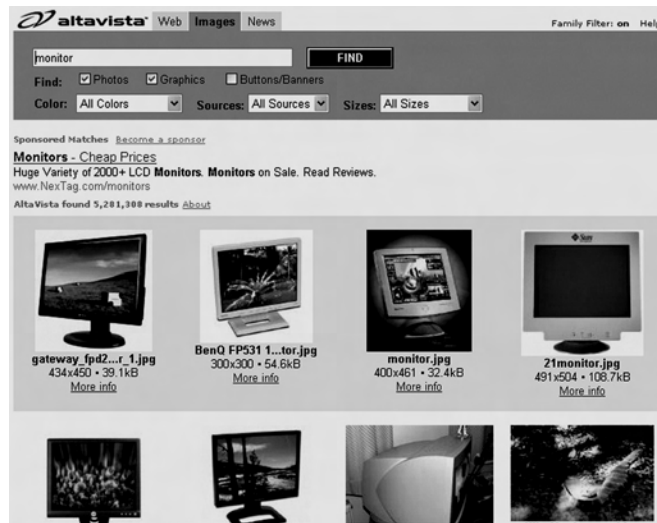 altavista Web Images News Family Filter: on Help
monitor FIND
Find: Photos Graphics Buttons/Banners
Color: All Colors Sources: All Sources Sizes: All Sizes
Sponsored Matches Become a sponsor
Monitors - Cheap Prices
Huge Variety of 2000+ LCD Monitors. Monitors on Sale. Read Reviews.
www.NexTag.com/monitors
AltaVista found 5,281,308 results About
Sun
gateway_fpd2...r_1.jpg BenQ FP531 1...tor.jpg monitor.jpg 21monitor.jpg
434x450 • 39.1kB 300x300 • 54.6kB 400x461 • 32.4kB 491x504 • 108.7kB
More info More info More info More info